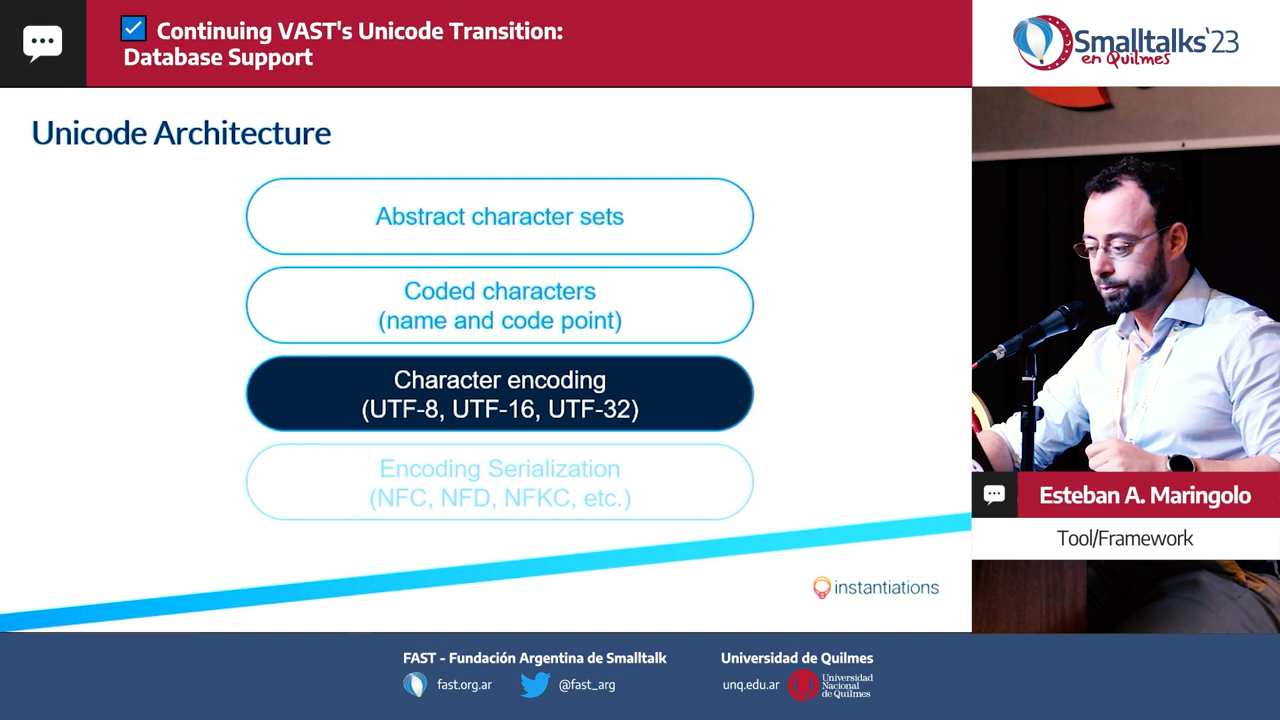 Continuing VAST's Unicode Transition:
Database Support
Smalltalks'23
en Quilmes
Unicode Architecture
Abstract character sets
Coded characters
(name and code point)
Character encoding
(UTF-8, UTF-16, UTF-32)
Encoding Serialization
(NFC, NFD, NFKC, etc.)
instantiations
Esteban A. Maringolo
Tool/Framework
FAST - Fundación Argentina de Smalltalk
fast.org.ar
@fast_arg
Universidad de Quilmes
unq.edu.ar
Universidad
Nacional
de Quilmes